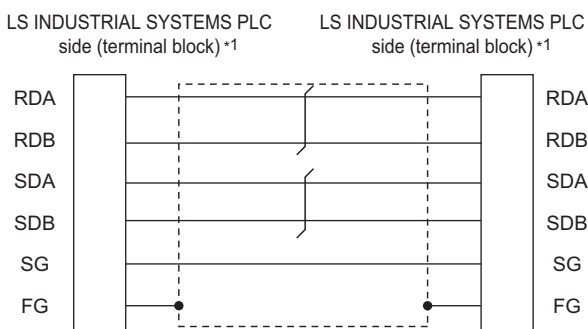 LS INDUSTRIAL SYSTEMS PLC
side (terminal block) *1
LS INDUSTRIAL SYSTEMS PLC
side (terminal block) *1
RDA
RDA
RDB
RDB
SDA
SDA
SDB
SDB
SG
SG
FG
FG